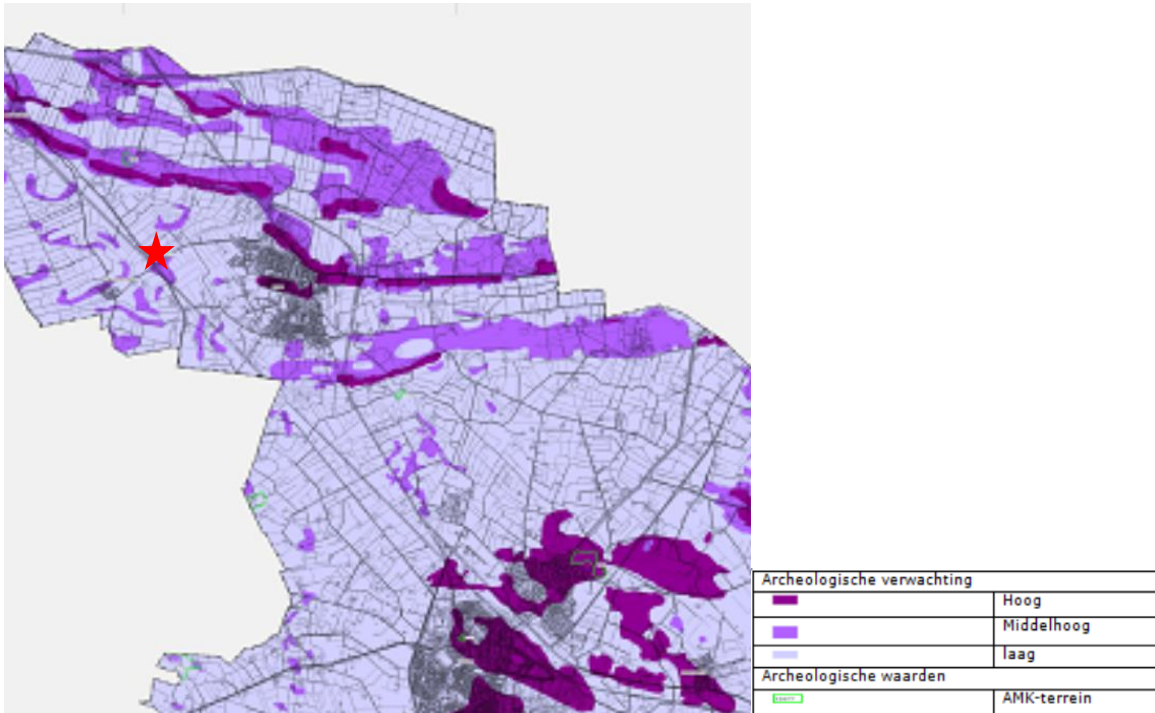 Archeologische verwachting
Hoog
Middelhoog
laag
Archeologische waarden
AMK-terrein